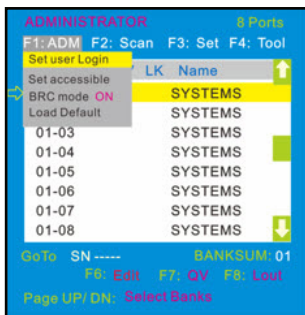 ADMINISTRATOR 8 Ports
F1: ADM F2: Scan F3: Set F4: Tool
Set user Login
LK Name
Set accessible
BRC mode ON
SYSTEMS
Load Default
01-03 SYSTEMS
01-04 SYSTEMS
01-05 SYSTEMS
01-06 SYSTEMS
01-07 SYSTEMS
01-08 SYSTEMS
GoTo SN ----- BANKSUM: 01
F6: Edit F7: QV F8: Lout
Page UP/ DN: Select Banks